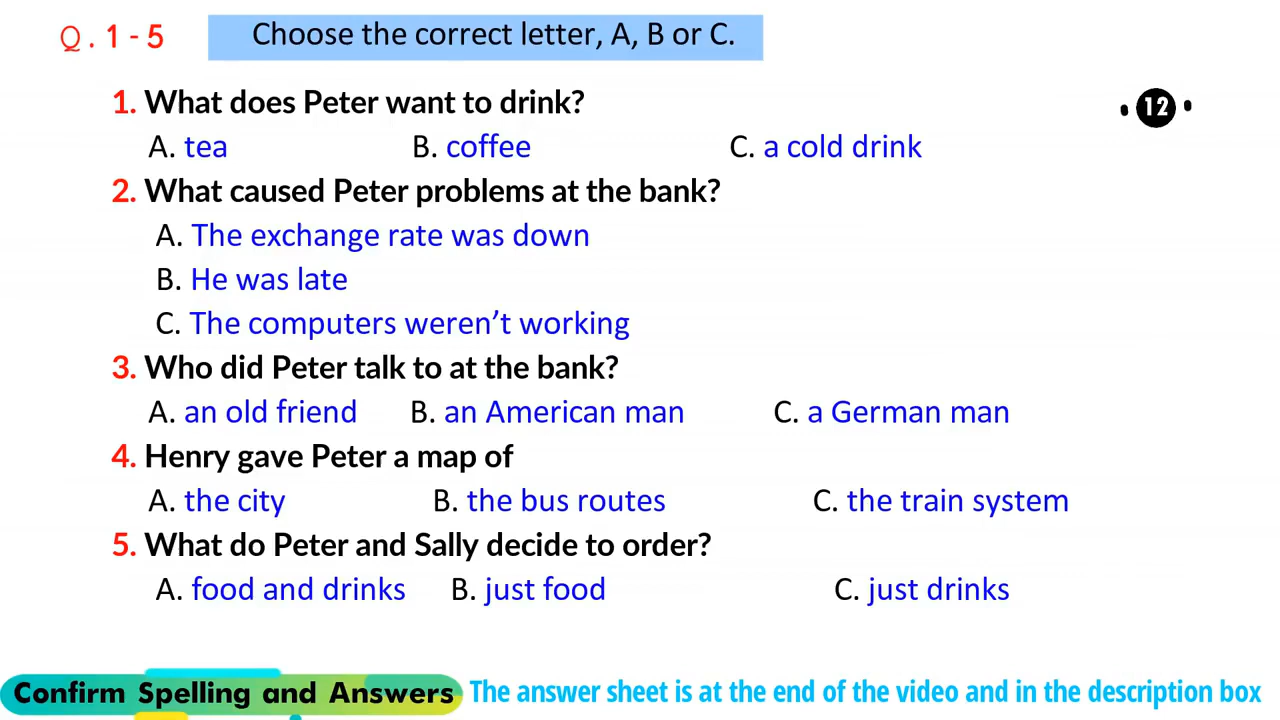 Q. 1 - 5 Choose the correct letter, A, B or C.
1. What does Peter want to drink?
12
A. tea B. coffee C. a cold drink
2. What caused Peter problems at the bank?
A. The exchange rate was down
B. He was late
C. The computers weren’t working
3. Who did Peter talk to at the bank?
A. an old friend B. an American man C. a German man
4. Henry gave Peter a map of
A. the city B. the bus routes C. the train system
5. What do Peter and Sally decide to order?
A. food and drinks B. just food C. just drinks
Confirm Spelling and Answers The answer sheet is at the end of the video and in the description box